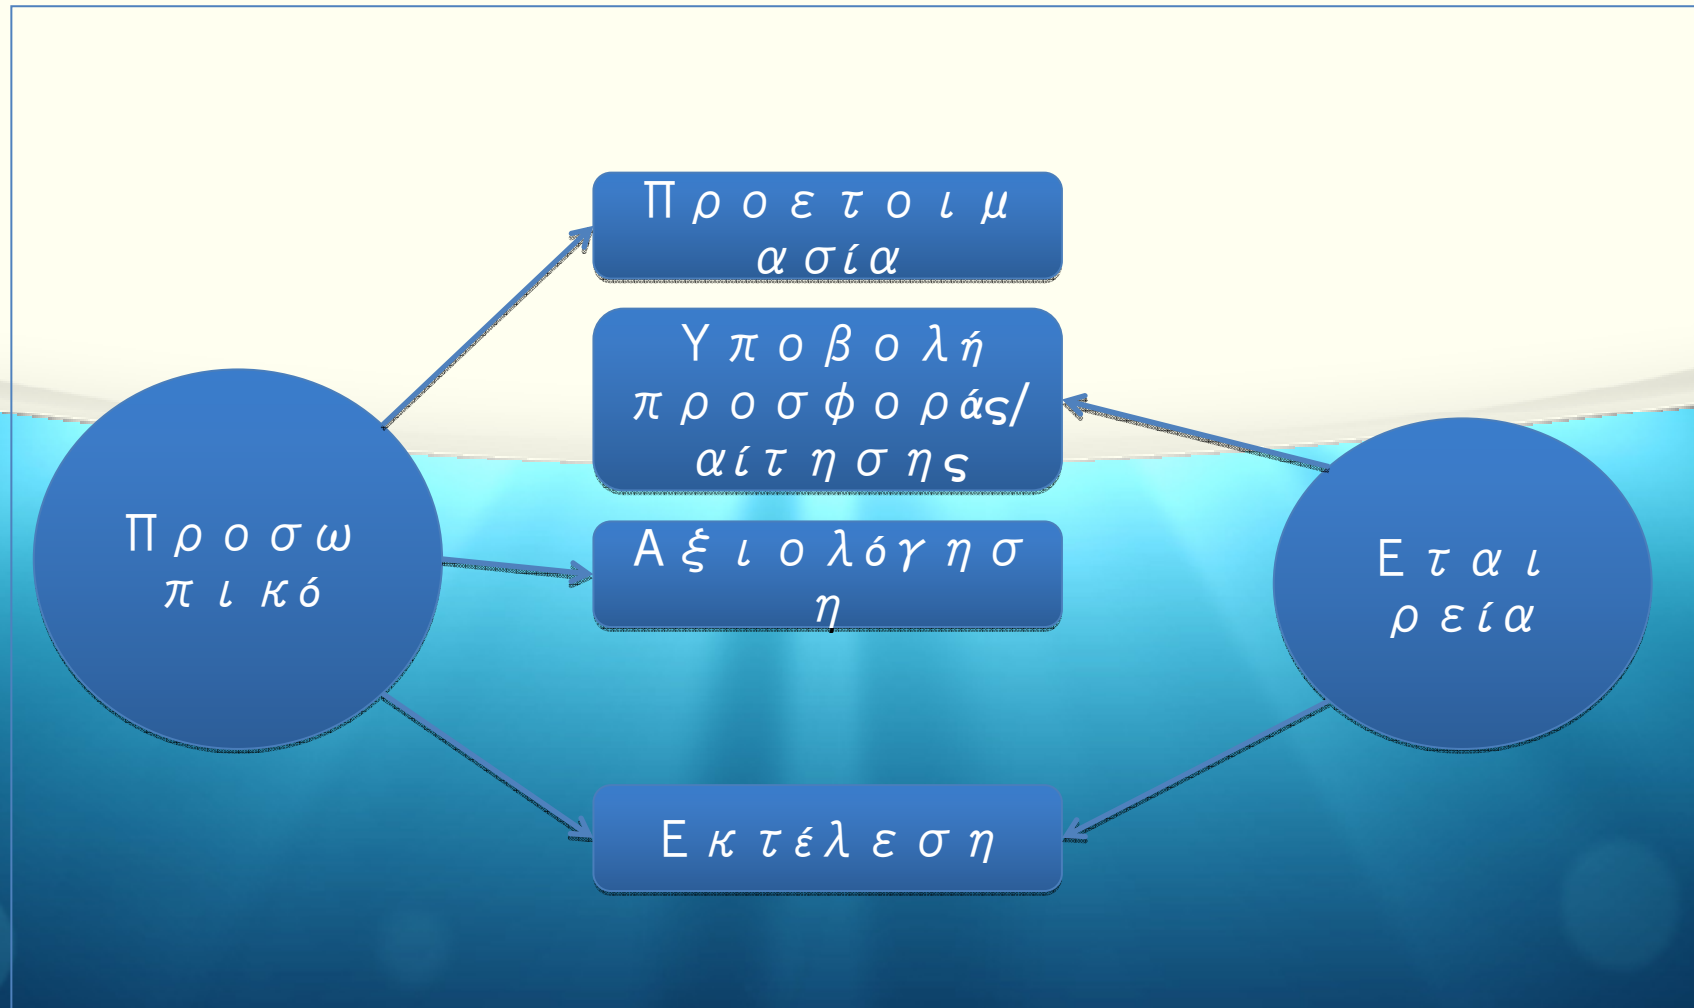 Προετοιμ
ασία
Υποβολή
προσφοράς/
αίτησης
Αξιολόγησ
η
Προσω
πικό
Εται
ρεία
Εκτέλεση